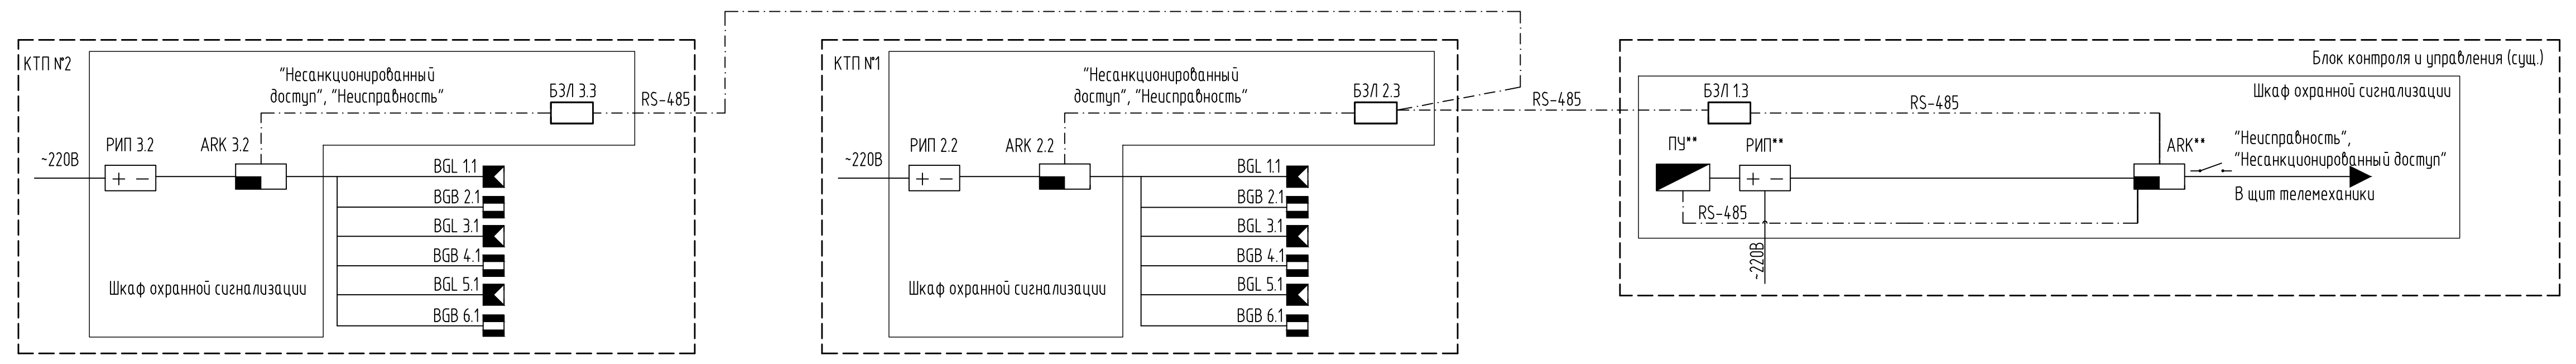 КТП №2
"Несанкционированный
доступ", "Неисправность"
БЗЛ 3.3
RS-485
~220В
РИП 3.2
ARK 3.2
BGL 1.1
BGB 2.1
BGL 3.1
BGB 4.1
BGL 5.1
BGB 6.1
Шкаф охранной сигнализации
КТП №1
"Несанкционированный
доступ", "Неисправность"
БЗЛ 2.3
RS-485
~220В
РИП 2.2
ARK 2.2
BGL 1.1
BGB 2.1
BGL 3.1
BGB 4.1
BGL 5.1
BGB 6.1
Шкаф охранной сигнализации
Блок контроля и управления (сущ.)
Шкаф охранной сигнализации
БЗЛ 1.3
RS-485
ПУ**
РИП**
ARK**
"Неисправность",
"Несанкционированный доступ"
В щит телемеханики
RS-485
~220В